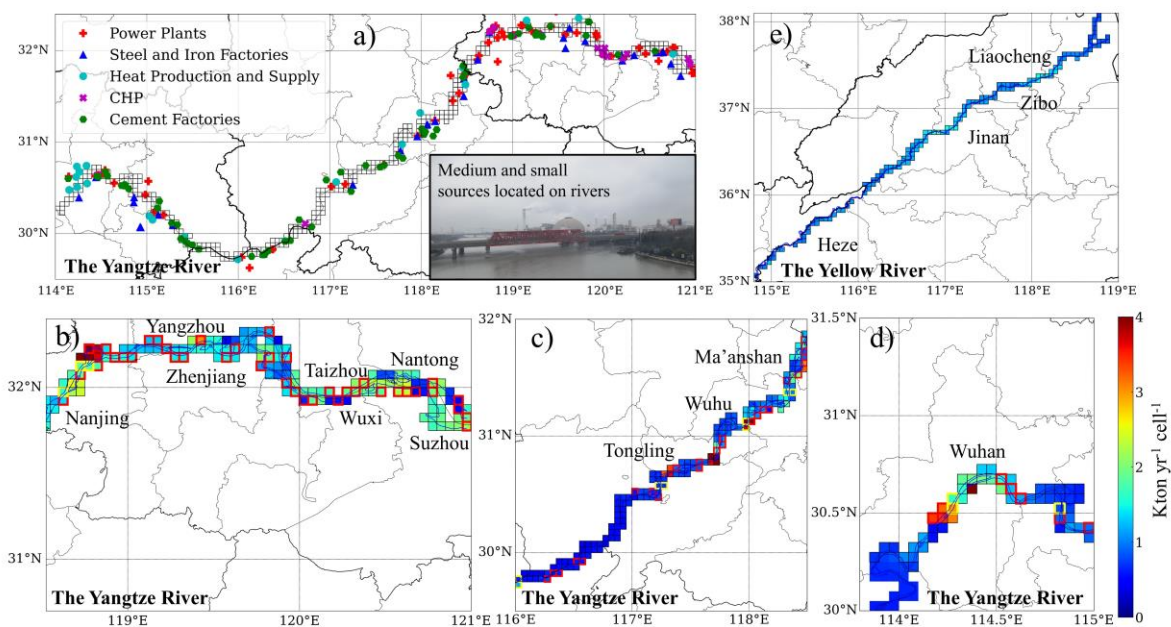 a)
Power Plants
Steel and Iron Factories
Heat Production and Supply
CHP
Cement Factories
32°N
31°N
30°N
Medium and small
sources located on rivers
The Yangtze River
114°E 115°E 116°E 117°E 118°E 119°E 120°E 121°E
e)
38°N
37°N
36°N
35°N
Liaocheng
Zibo
Jinan
Heze
The Yellow River
115°E 116°E 117°E 118°E 119°E
b)
Yangzhou
Zhenjiang
Taizhou
Nantong
Nanjing
Wuxi
Suzhou
32°N
31°N
The Yangtze River
119°E 120°E 121°E
c)
32°N
31°N
30°N
Ma'anshan
Wuhu
Tongling
The Yangtze River
116°E 117°E 118°E
d)
31.5°N
31°N
30.5°N
30°N
Wuhan
The Yangtze River
114°E 114.5°E 115°E
4
3
2
1
0
Kton yr⁻¹ cell⁻¹